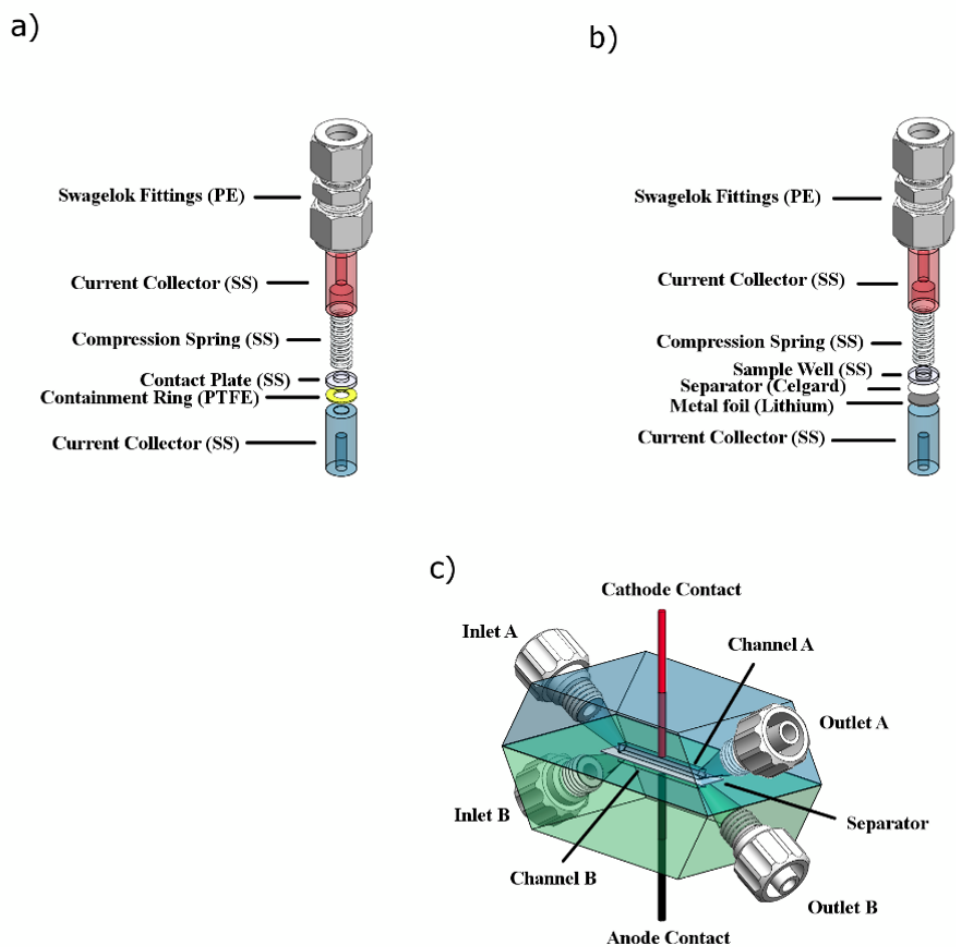 a)
Swagelok Fittings (PE)
Current Collector (SS)
Compression Spring (SS)
Contact Plate (SS)
Containment Ring (PTFE)
Current Collector (SS)
b)
Swagelok Fittings (PE)
Current Collector (SS)
Compression Spring (SS)
Sample Well (SS)
Separator (Celgard)
Metal foil (Lithium)
Current Collector (SS)
c)
Cathode Contact
Inlet A
Channel A
Outlet A
Inlet B
Separator
Channel B
Outlet B
Anode Contact